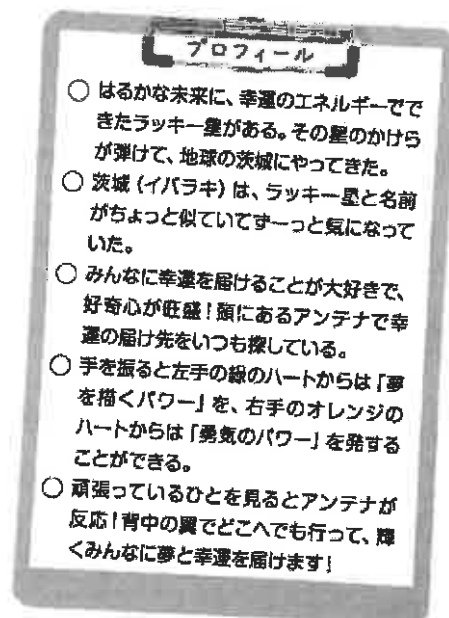 プロフィール
○ はるかな未来に、幸運のエネルギーでで
きたラッキー星がある。その星のかけら
が弾けて、地球の茨城にやってきた。
○ 茨城（イバラキ）は、ラッキー星と名前
がちょっと似ていてずーっと気になって
いた。
○ みんなに幸運を届けることが大好きで、
好奇心が旺盛！頭にあるアンテナで幸
運の届け先をいつも探している。
○ 手を振ると左手の緑のハートからは「夢
を描くパワー」を、右手のオレンジの
ハートからは「勇気のパワー」を発する
ことができる。
○ 頑張っているひとを見るとアンテナが
反応！背中の翼でどこへでも行って、輝
くみんなに夢と幸運を届けます！